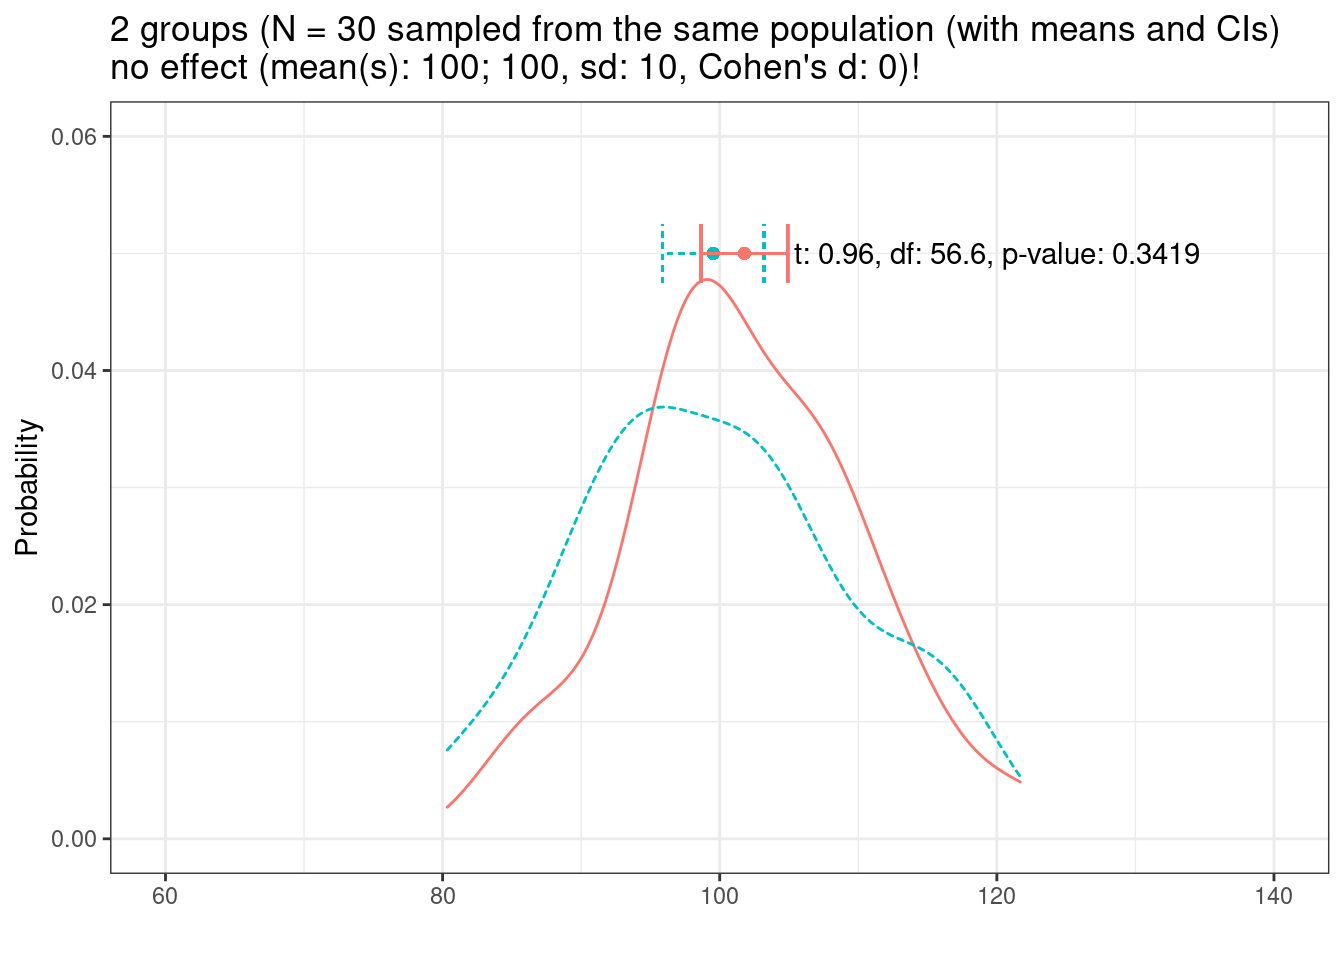 2 groups (N = 30 sampled from the same population (with means and CIs)
no effect (mean(s): 100; 100, sd: 10, Cohen's d: 0)!
0.06
t: 0.96, df: 56.6, p-value: 0.3419
0.04
Probability
0.02
0.00
60 80 100 120 140